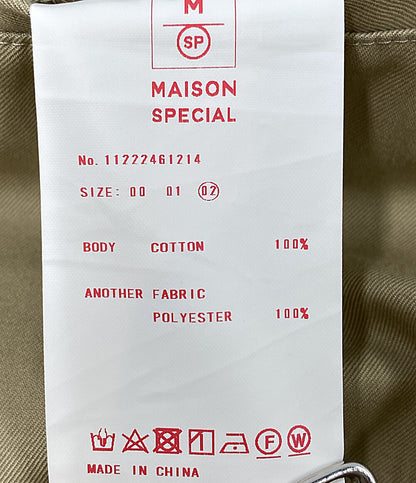 M
SP
MAISON
SPECIAL
No. 11222461214
SIZE: 00 01 02
BODY COTTON 100%
ANOTHER FABRIC
POLYESTER 100%
F W
MADE IN CHINA